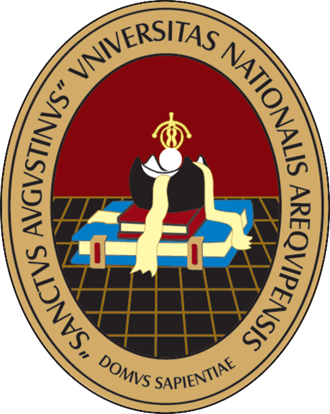 "SANCTVS AVGVSTINVS" VNIVERSITAS NATIONALIS AREQVIPENSIS
DOMVS SAPIENTIAE